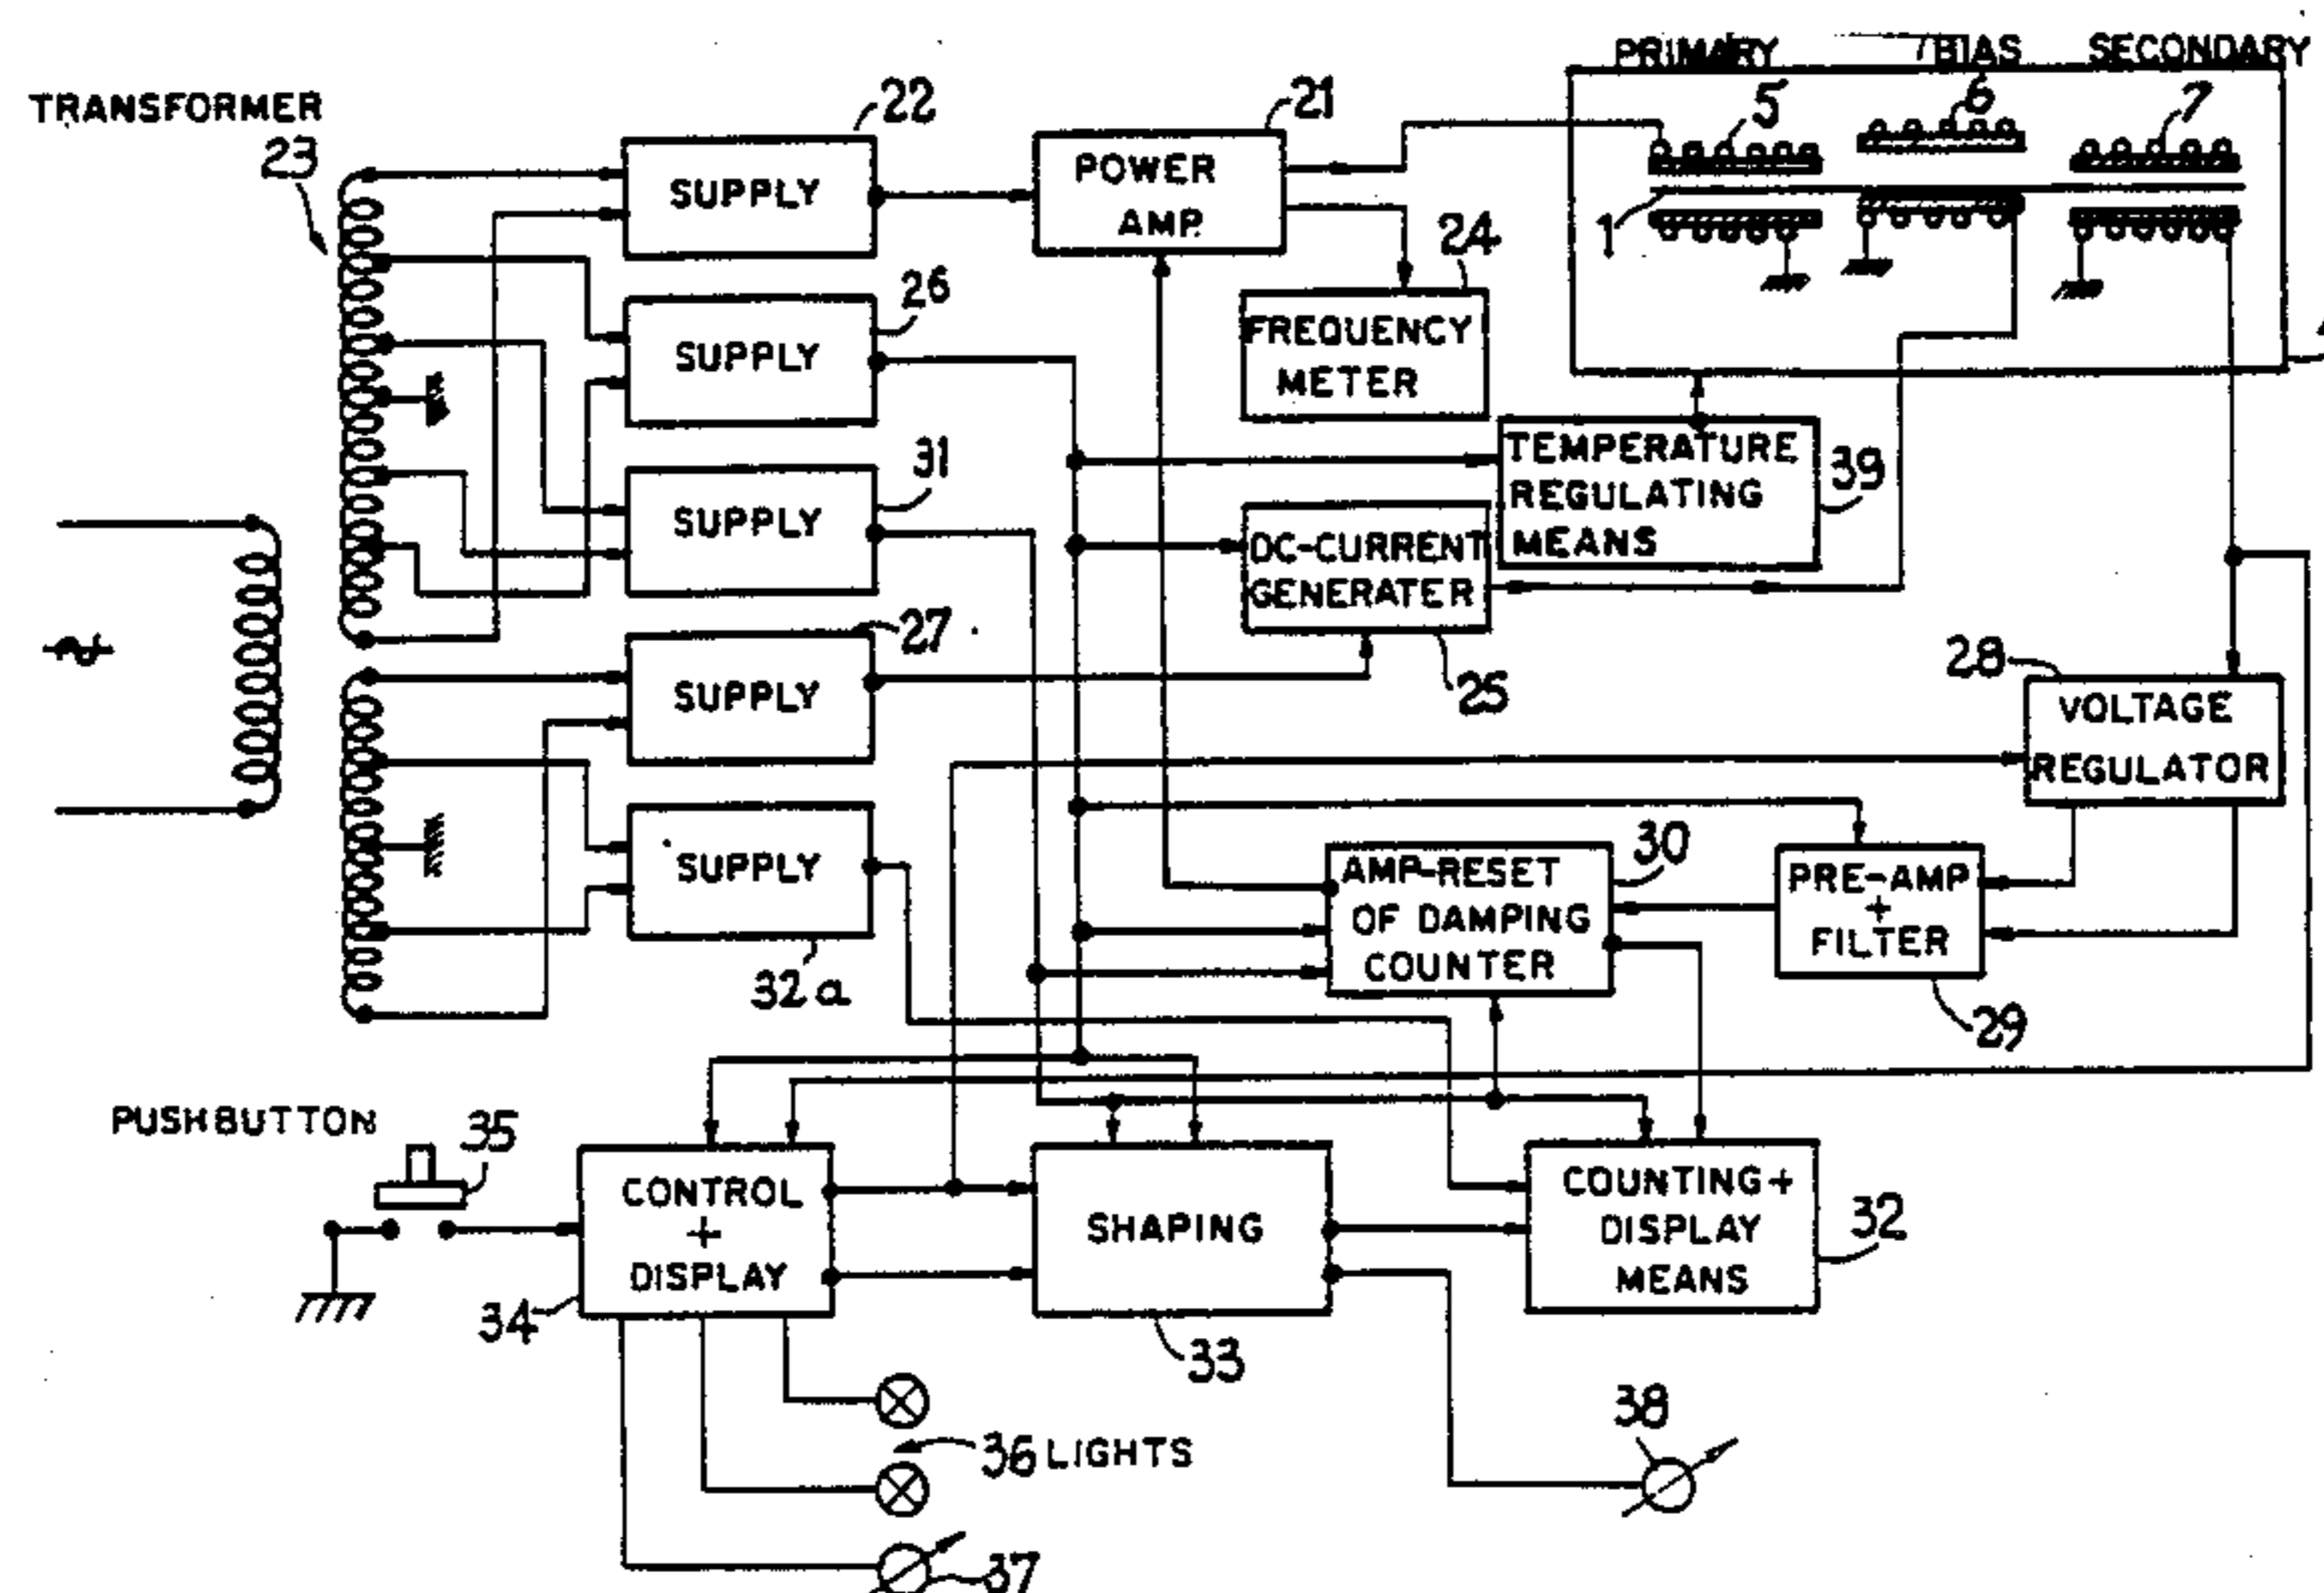 PRIMARY
BIAS
SECONDARY
TRANSFORMER
23
22
SUPPLY
21
POWER
AMP.
5
6
7
1
24
FREQUENCY
METER
26
SUPPLY
31
SUPPLY
TEMPERATURE
REGULATING
MEANS
39
DC-CURRENT
GENERATER
25
27
SUPPLY
28
VOLTAGE
REGULATOR
SUPPLY
32a
30
AMP-RESET
OF DAMPING
COUNTER
PRE-AMP
+
FILTER
29
PUSHBUTTON
35
CONTROL
+
DISPLAY
34
SHAPING
33
COUNTING+
DISPLAY
MEANS
32
36 LIGHTS
38
37